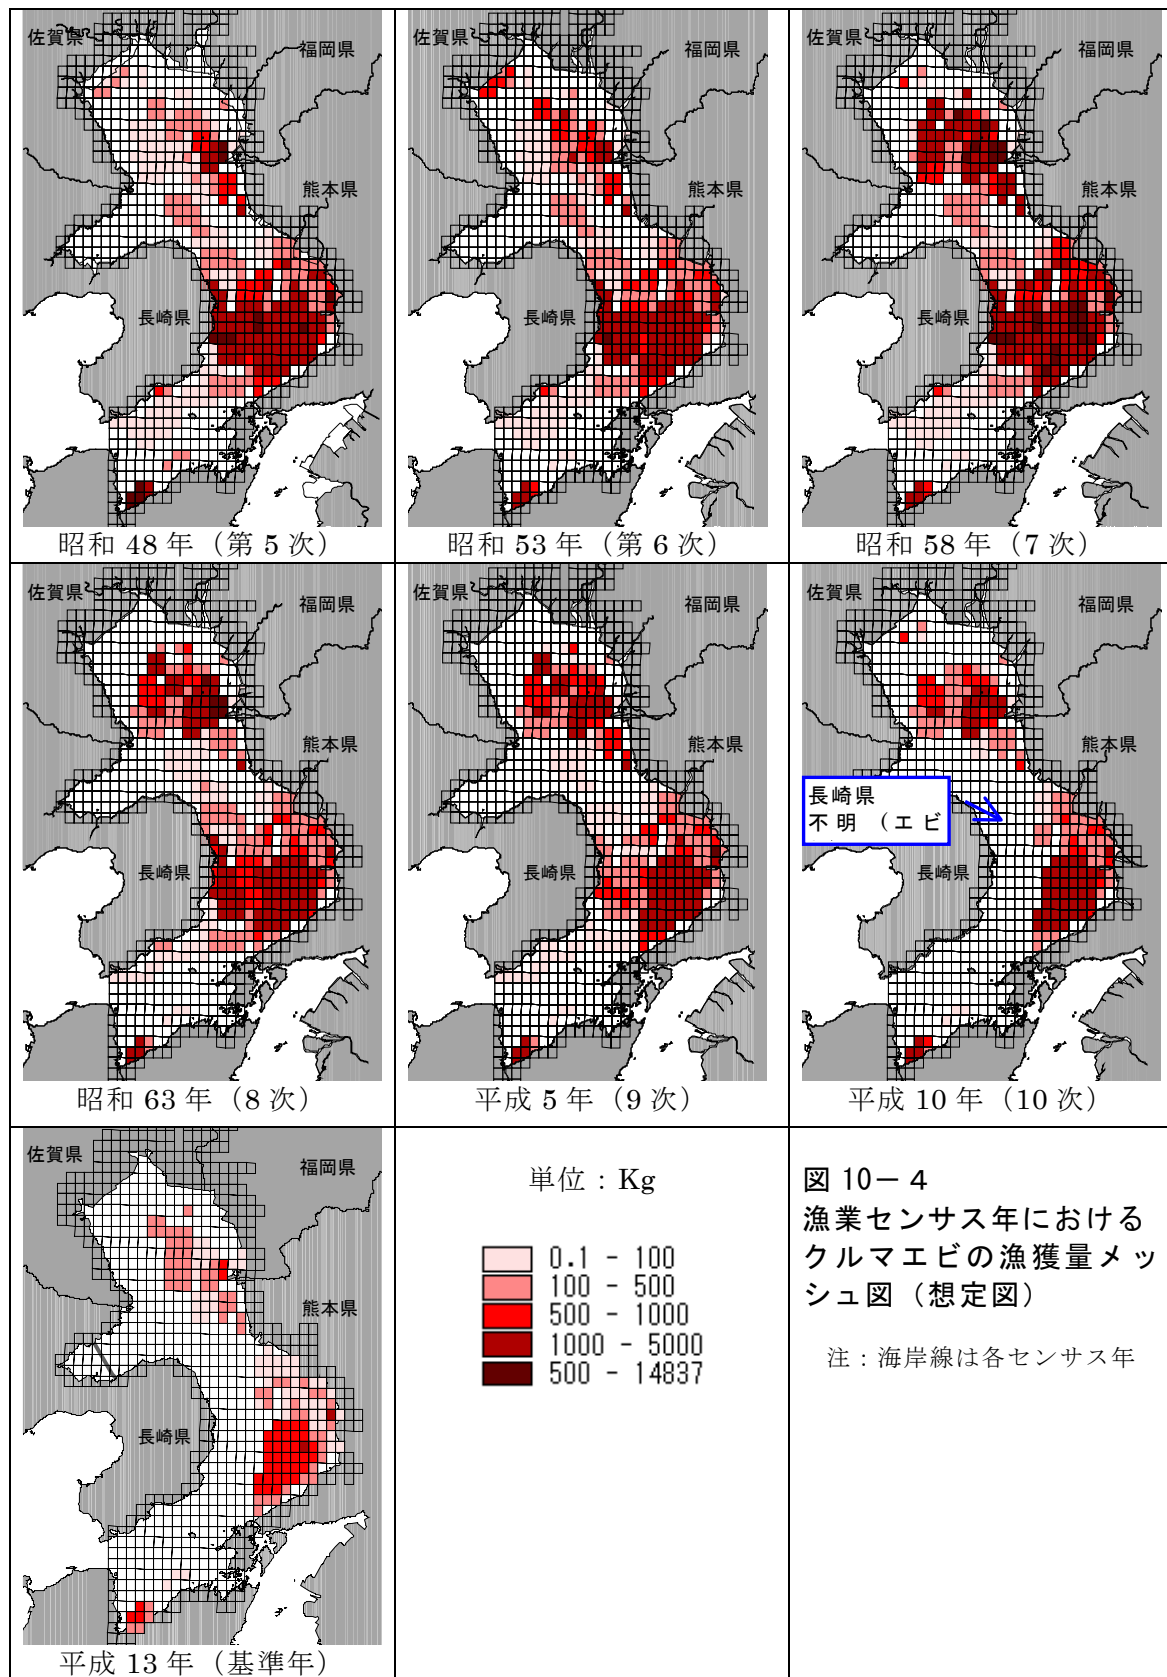 佐賀県
福岡県
熊本県
長崎県
昭和 48 年（第 5 次）
佐賀県
福岡県
熊本県
長崎県
昭和 53 年（第 6 次）
佐賀県
福岡県
熊本県
長崎県
昭和 58 年（7 次）
佐賀県
福岡県
熊本県
長崎県
昭和 63 年（8 次）
佐賀県
福岡県
熊本県
長崎県
平成 5 年（9 次）
佐賀県
福岡県
熊本県
長崎県
不明（エビ
長崎県
平成 10 年（10 次）
佐賀県
福岡県
熊本県
長崎県
平成 13 年（基準年）
単位：Kg
0.1 - 100
100 - 500
500 - 1000
1000 - 5000
500 - 14837
図 10－4
漁業センサス年における
クルマエビの漁獲量メッ
シュ図（想定図）
注：海岸線は各センサス年